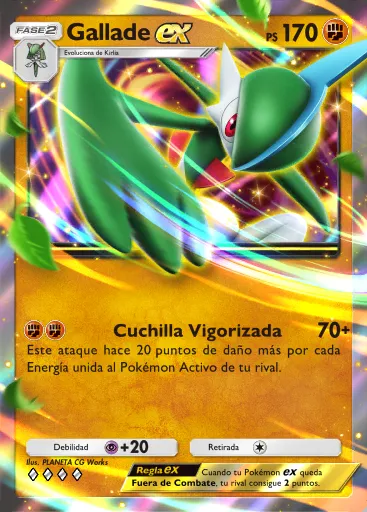 FASE 2 Gallade ex PS 170
Evoluciona de Kirlia
Cuchilla Vigorizada 70+
Este ataque hace 20 puntos de daño más por cada
Energía unida al Pokémon Activo de tu rival.
Debilidad +20 Retirada
Ilus. PLANETA CG Works
Regla ex Cuando tu Pokémon ex queda
Fuera de Combate, tu rival consigue 2 puntos.